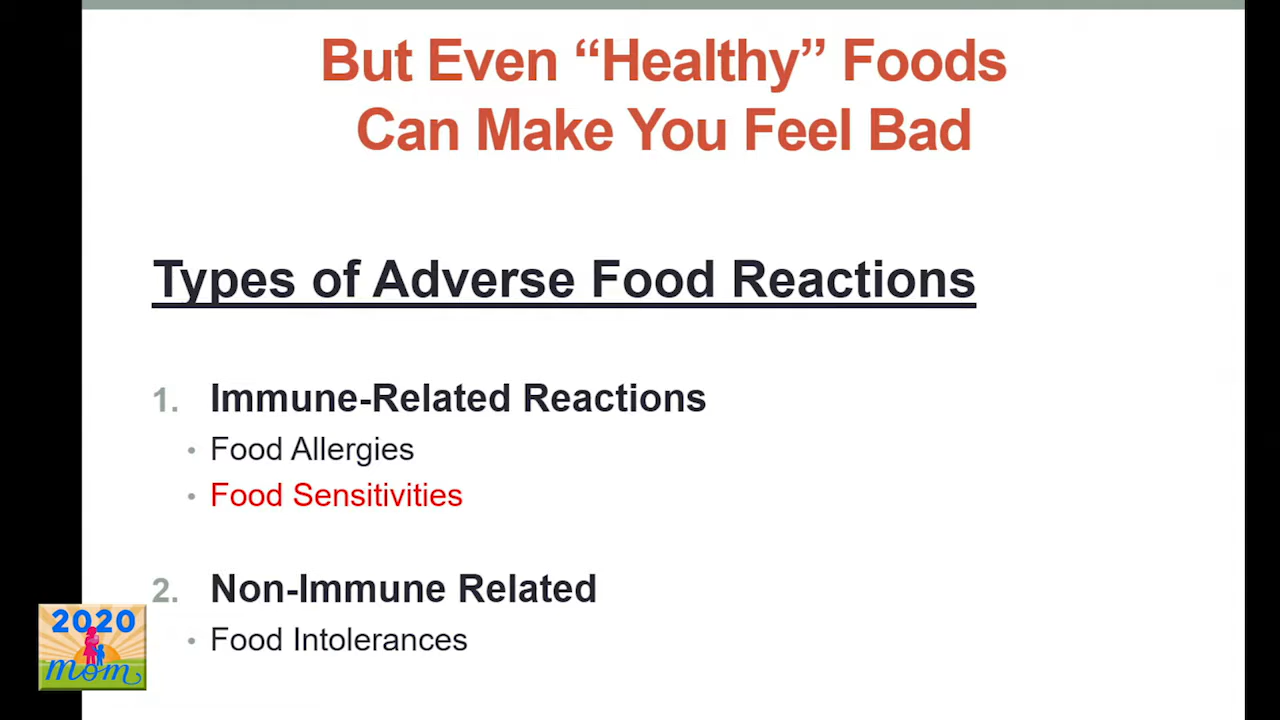 But Even “Healthy” Foods
Can Make You Feel Bad
Types of Adverse Food Reactions
1. Immune-Related Reactions
• Food Allergies
• Food Sensitivities
2. Non-Immune Related
• Food Intolerances
2020
mom